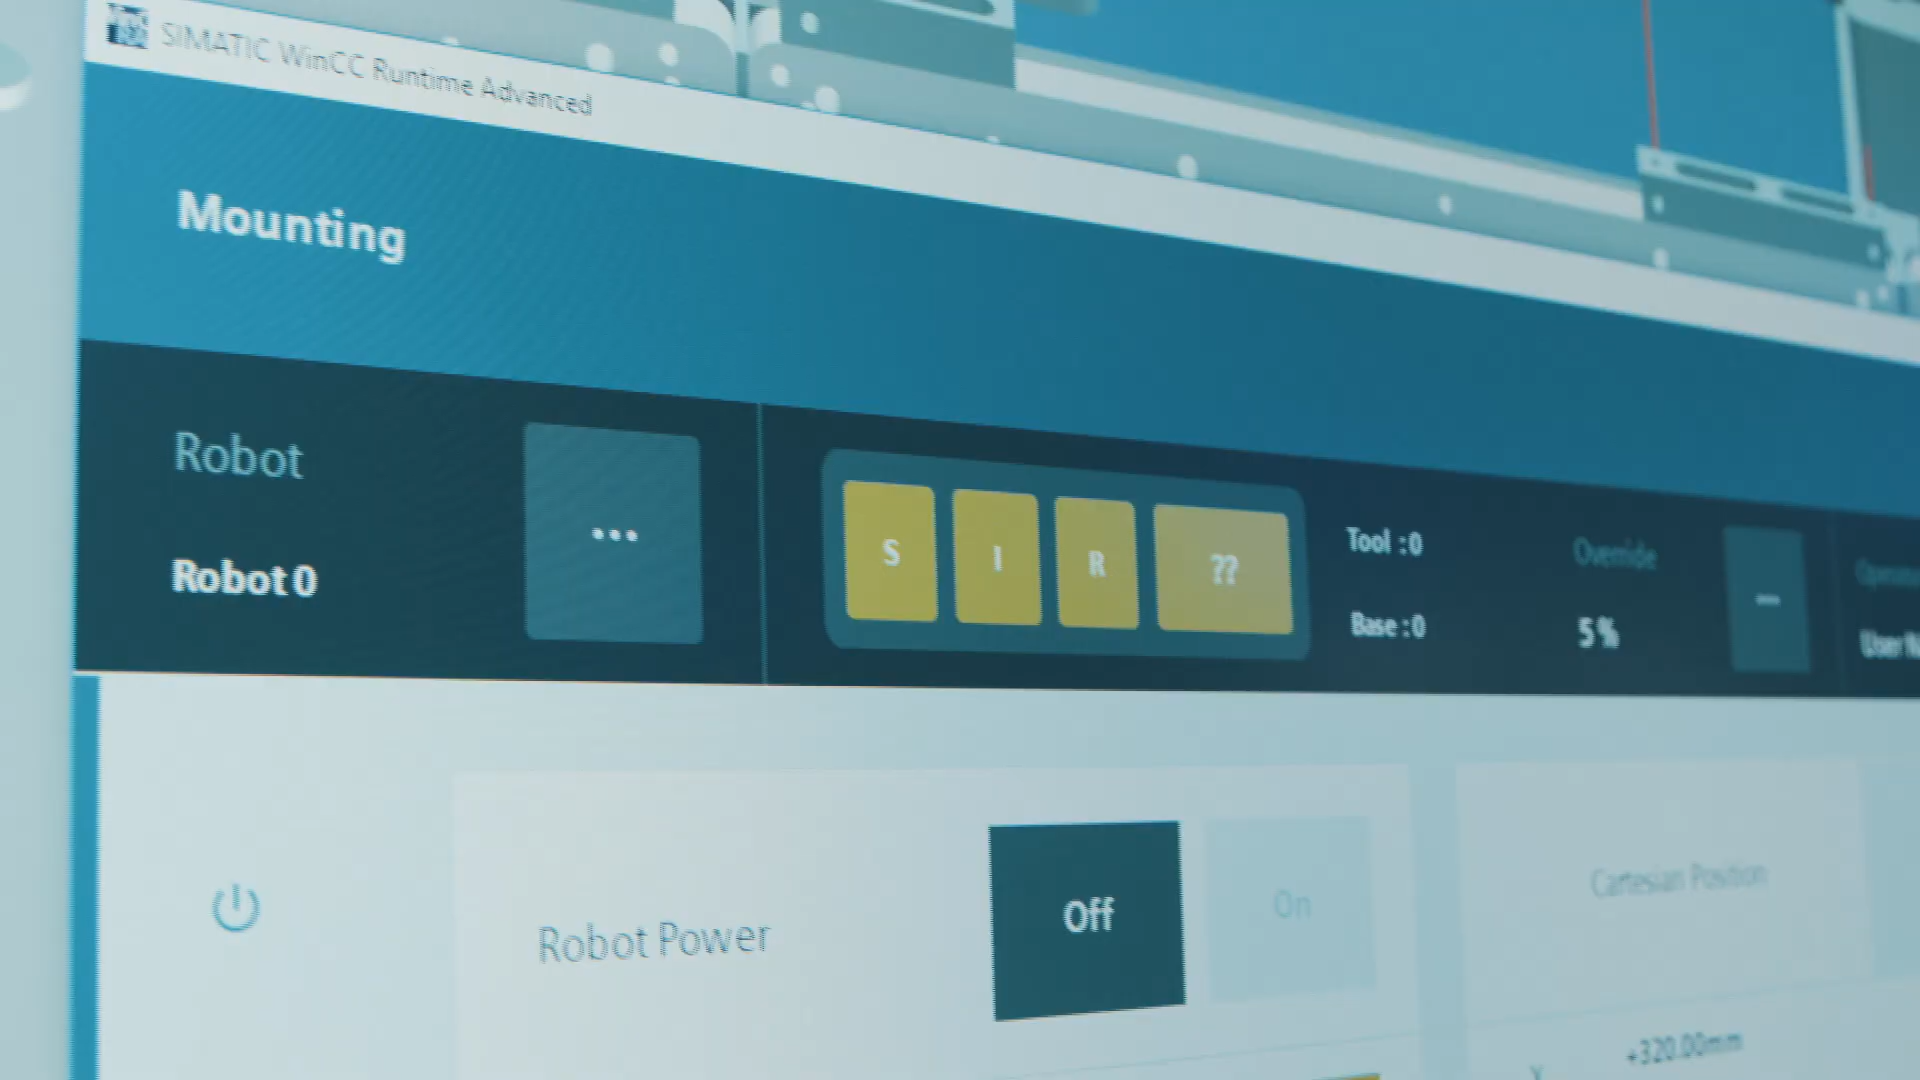 SIMATIC WinCC Runtime Advanced
Mounting
Robot
...
Robot 0
S
I
R
??
Tool : 0
Base : 0
Override
5 %
...
Robot Power
Off
On
Cartesian Position
+320.00mm